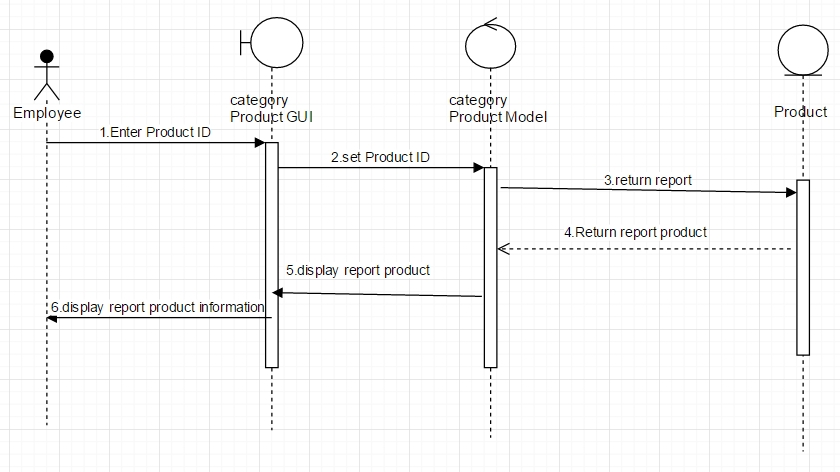 Employee
category
Product GUI
category
Product Model
Product
1.Enter Product ID
2.set Product ID
3.return report
4.Return report product
5.display report product
6.display report product information